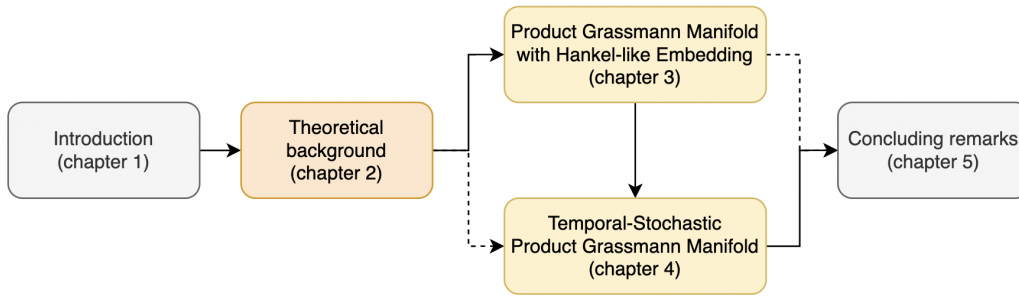 Introduction
(chapter 1)
Theoretical
background
(chapter 2)
Product Grassmann Manifold
with Hankel-like Embedding
(chapter 3)
Temporal-Stochastic
Product Grassmann Manifold
(chapter 4)
Concluding remarks
(chapter 5)